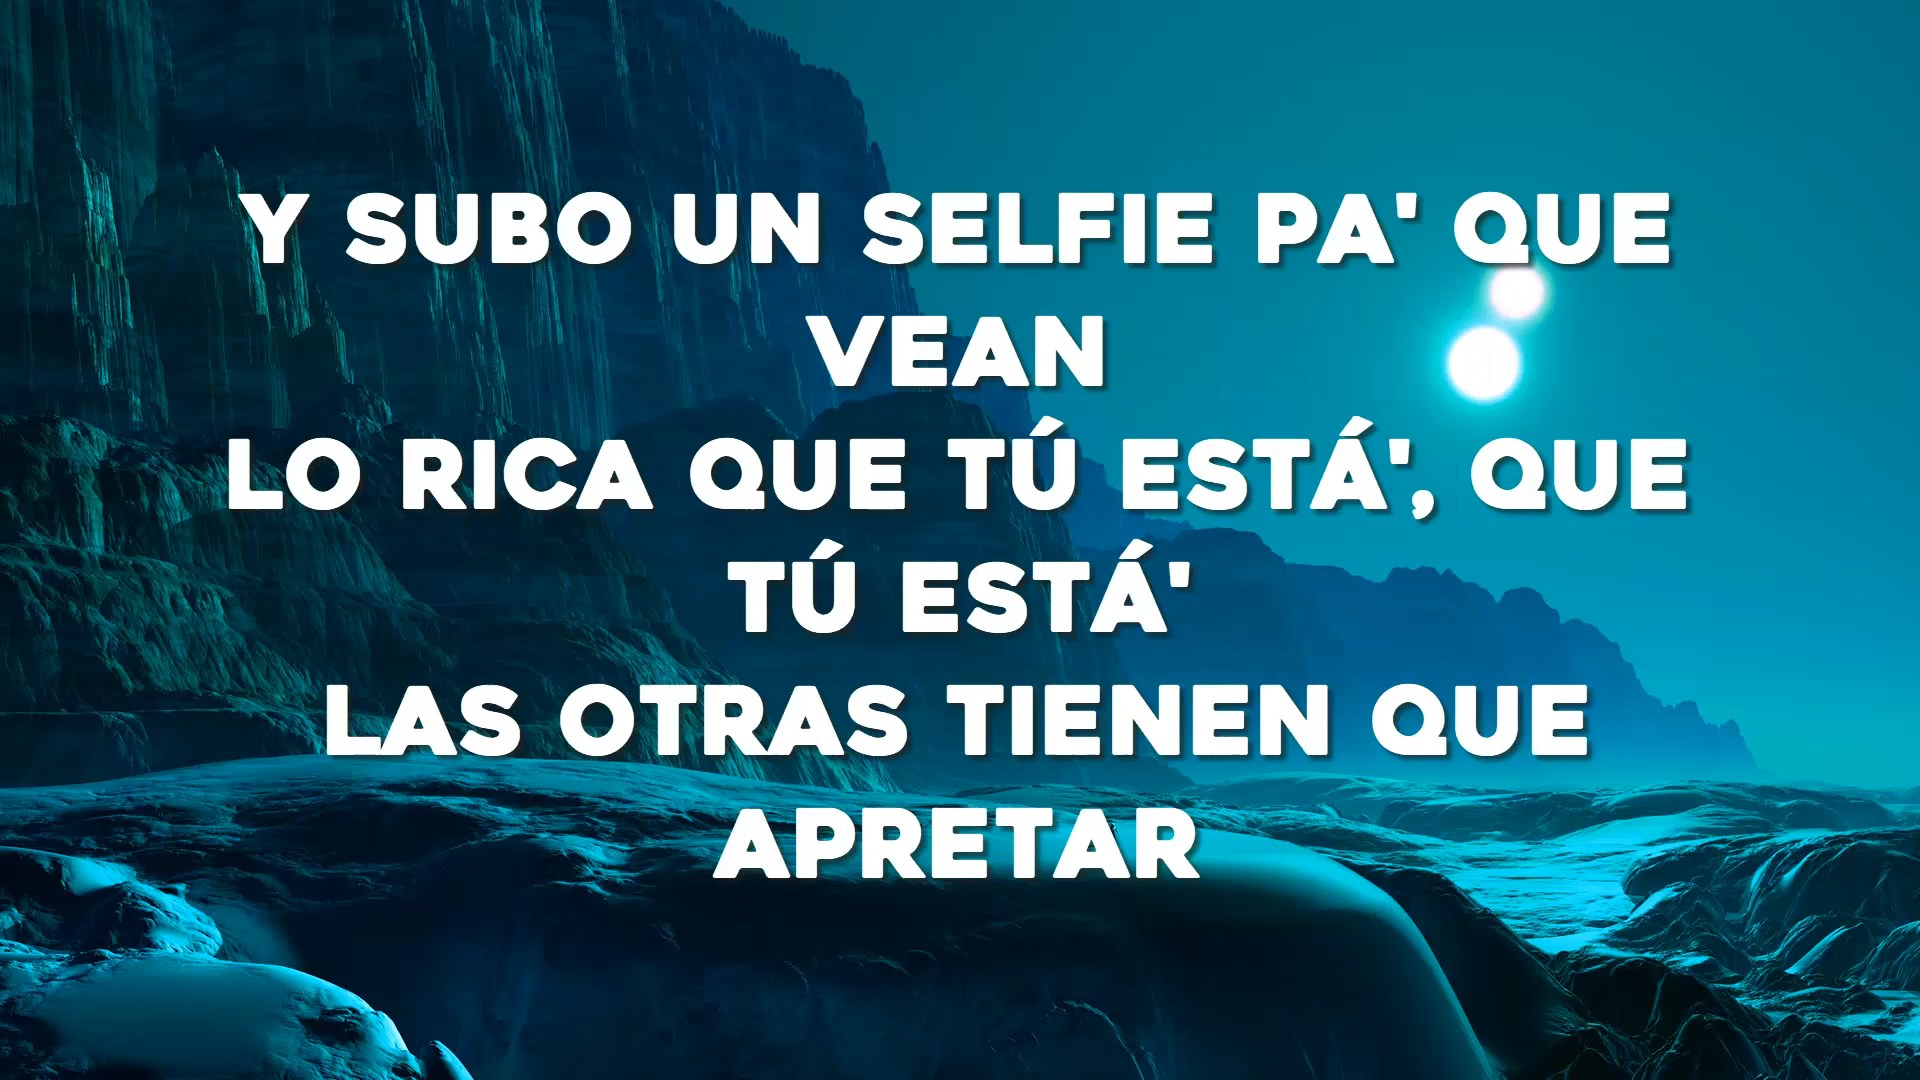 Y SUBO UN SELFIE PA' QUE
VEAN
LO RICA QUE TÚ ESTÁ', QUE
TÚ ESTÁ'
LAS OTRAS TIENEN QUE
APRETAR